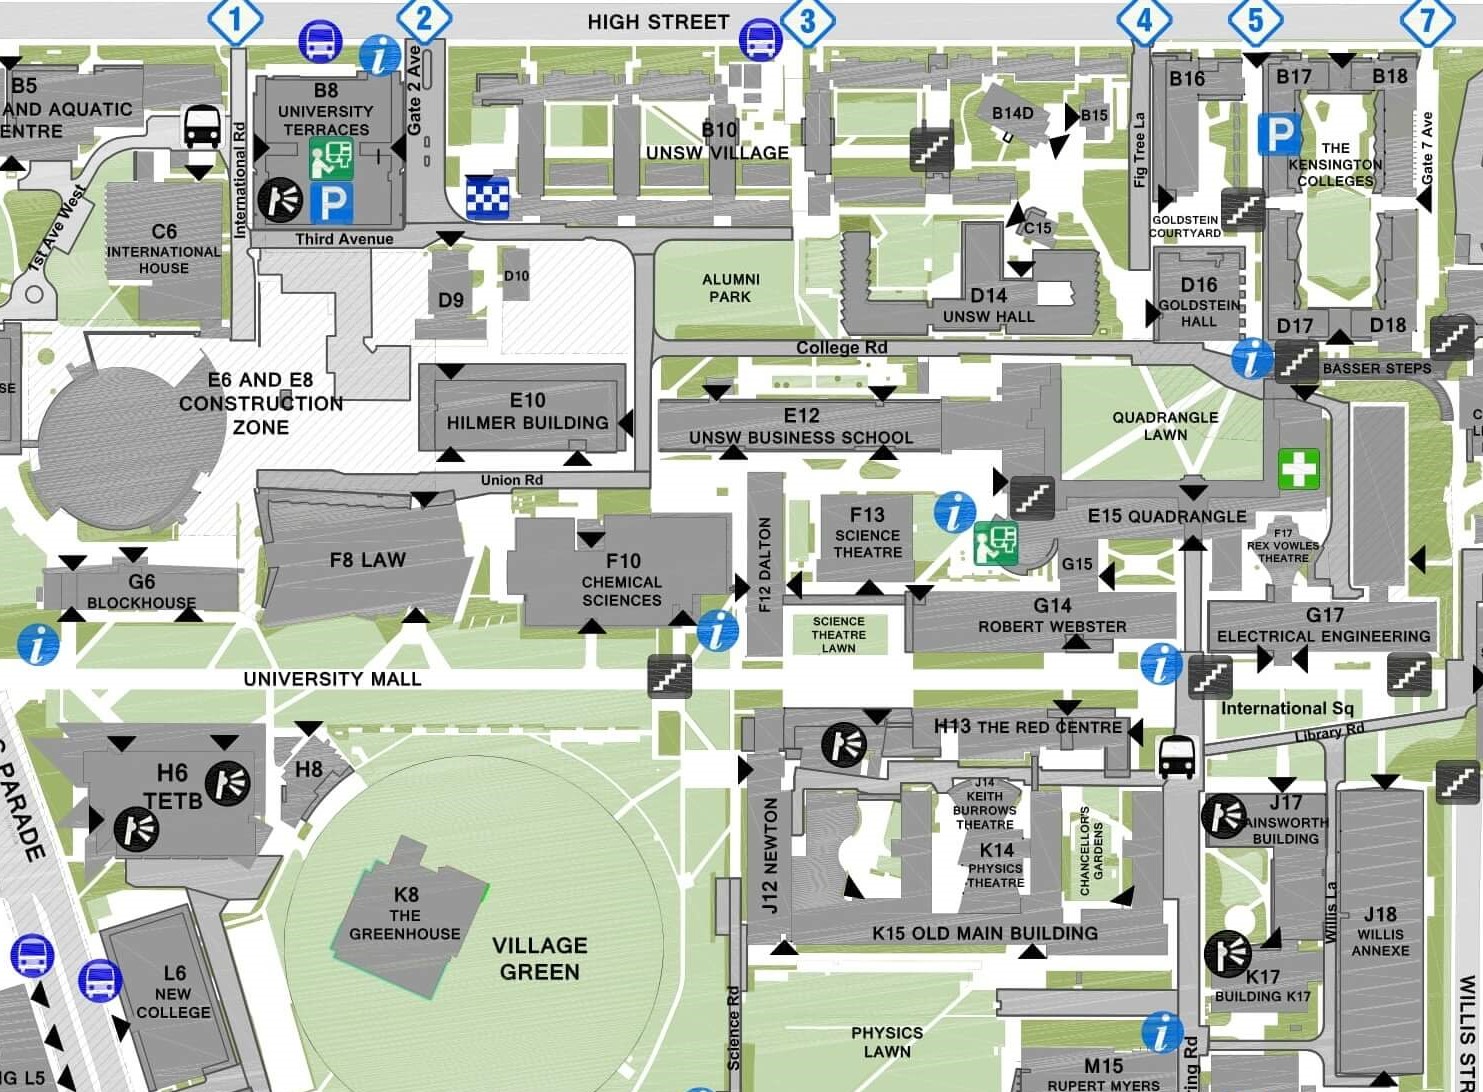 1
2
HIGH STREET
3
4
5
7
B5
AND AQUATIC
ENTRE
B8
UNIVERSITY
TERRACES
P
Gate 2 Ave
International Rd
B10
UNSW VILLAGE
B14D
B15
Fig Tree La
B16
B17
B18
P
THE
KENSINGTON
COLLEGES
Gate 7 Ave
1st Ave West
C6
INTERNATIONAL
HOUSE
Third Avenue
C15
GOLDSTEIN
COURTYARD
D9
D10
ALUMNI
PARK
D14
UNSW HALL
D16
GOLDSTEIN
HALL
D17
D18
College Rd
BASSER STEPS
SE
E6 AND E8
CONSTRUCTION
ZONE
E10
HILMER BUILDING
E12
UNSW BUSINESS SCHOOL
QUADRANGLE
LAWN
Union Rd
E15 QUADRANGLE
F8 LAW
F10
CHEMICAL
SCIENCES
F12 DALTON
F13
SCIENCE
THEATRE
G15
F17
REX VOWLES
THEATRE
G6
BLOCKHOUSE
SCIENCE
THEATRE
LAWN
G14
ROBERT WEBSTER
G17
ELECTRICAL ENGINEERING
UNIVERSITY MALL
International Sq
Library Rd
H13 THE RED CENTRE
H6
TETB
H8
PARADE
J12 NEWTON
J14
KEITH
BURROWS
THEATRE
K14
PHYSICS
THEATRE
CHANCELLOR'S
GARDENS
J17
AINSWORTH
BUILDING
K8
THE
GREENHOUSE
VILLAGE
GREEN
K15 OLD MAIN BUILDING
Willis La
J18
WILLIS
ANNEXE
L6
NEW
COLLEGE
K17
BUILDING K17
Science Rd
PHYSICS
LAWN
M15
RUPERT MYERS
ing Rd
WILLIS ST
NG L5